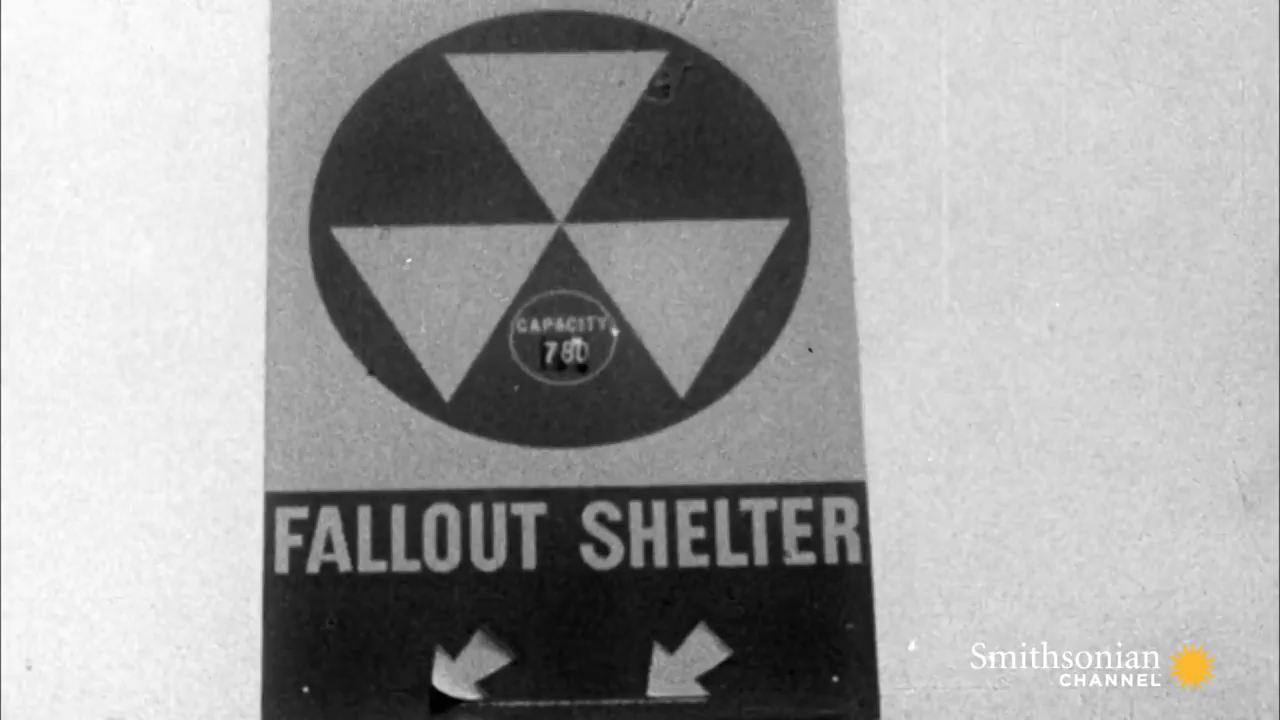 CAPACITY
780
FALLOUT SHELTER
Smithsonian
CHANNEL